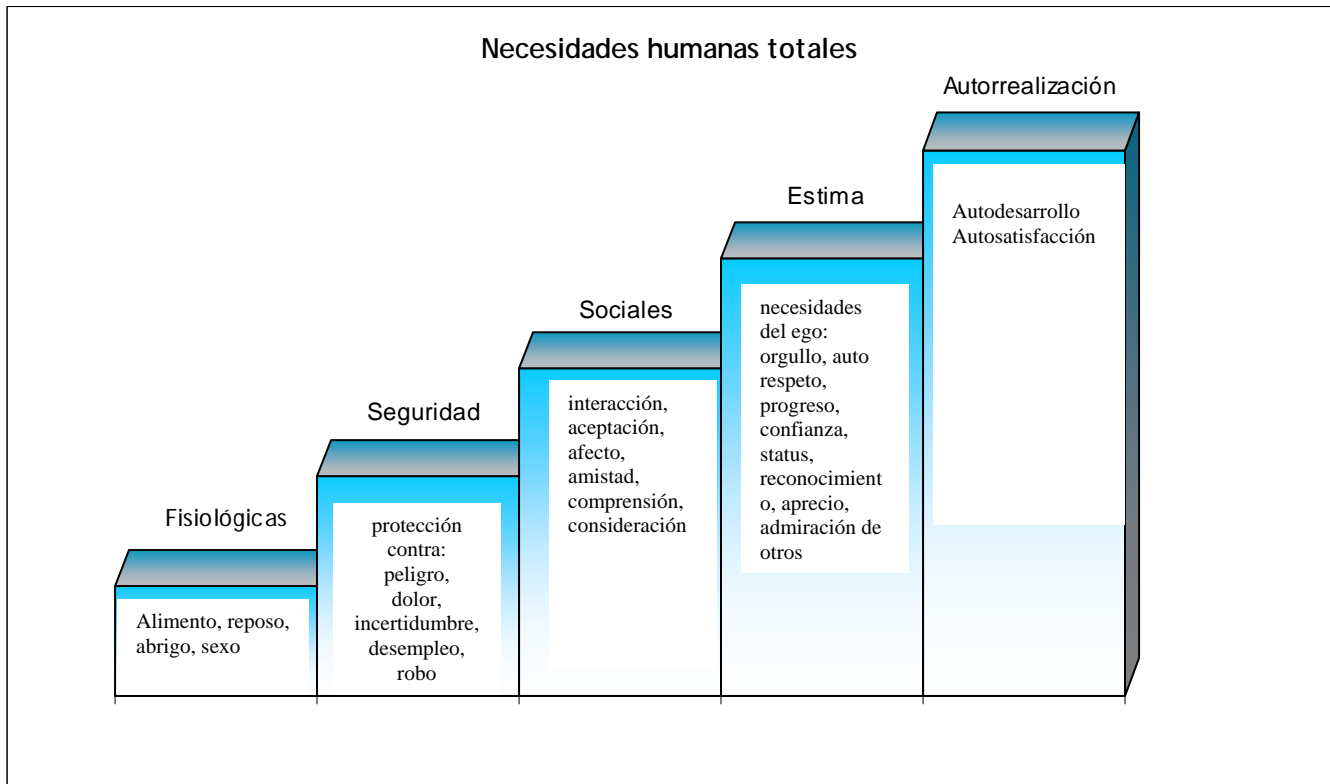 Necesidades humanas totales
Autorrealización
Autodesarrollo
Autosatisfacción
Estima
necesidades
del ego:
orgullo, auto
respeto,
progreso,
confianza,
status,
reconocimient
o, aprecio,
admiración de
otros
Sociales
interacción,
aceptación,
afecto,
amistad,
comprensión,
consideración
Seguridad
protección
contra:
peligro,
dolor,
incertidumbre,
desempleo,
robo
Fisiológicas
Alimento, reposo,
abrigo, sexo